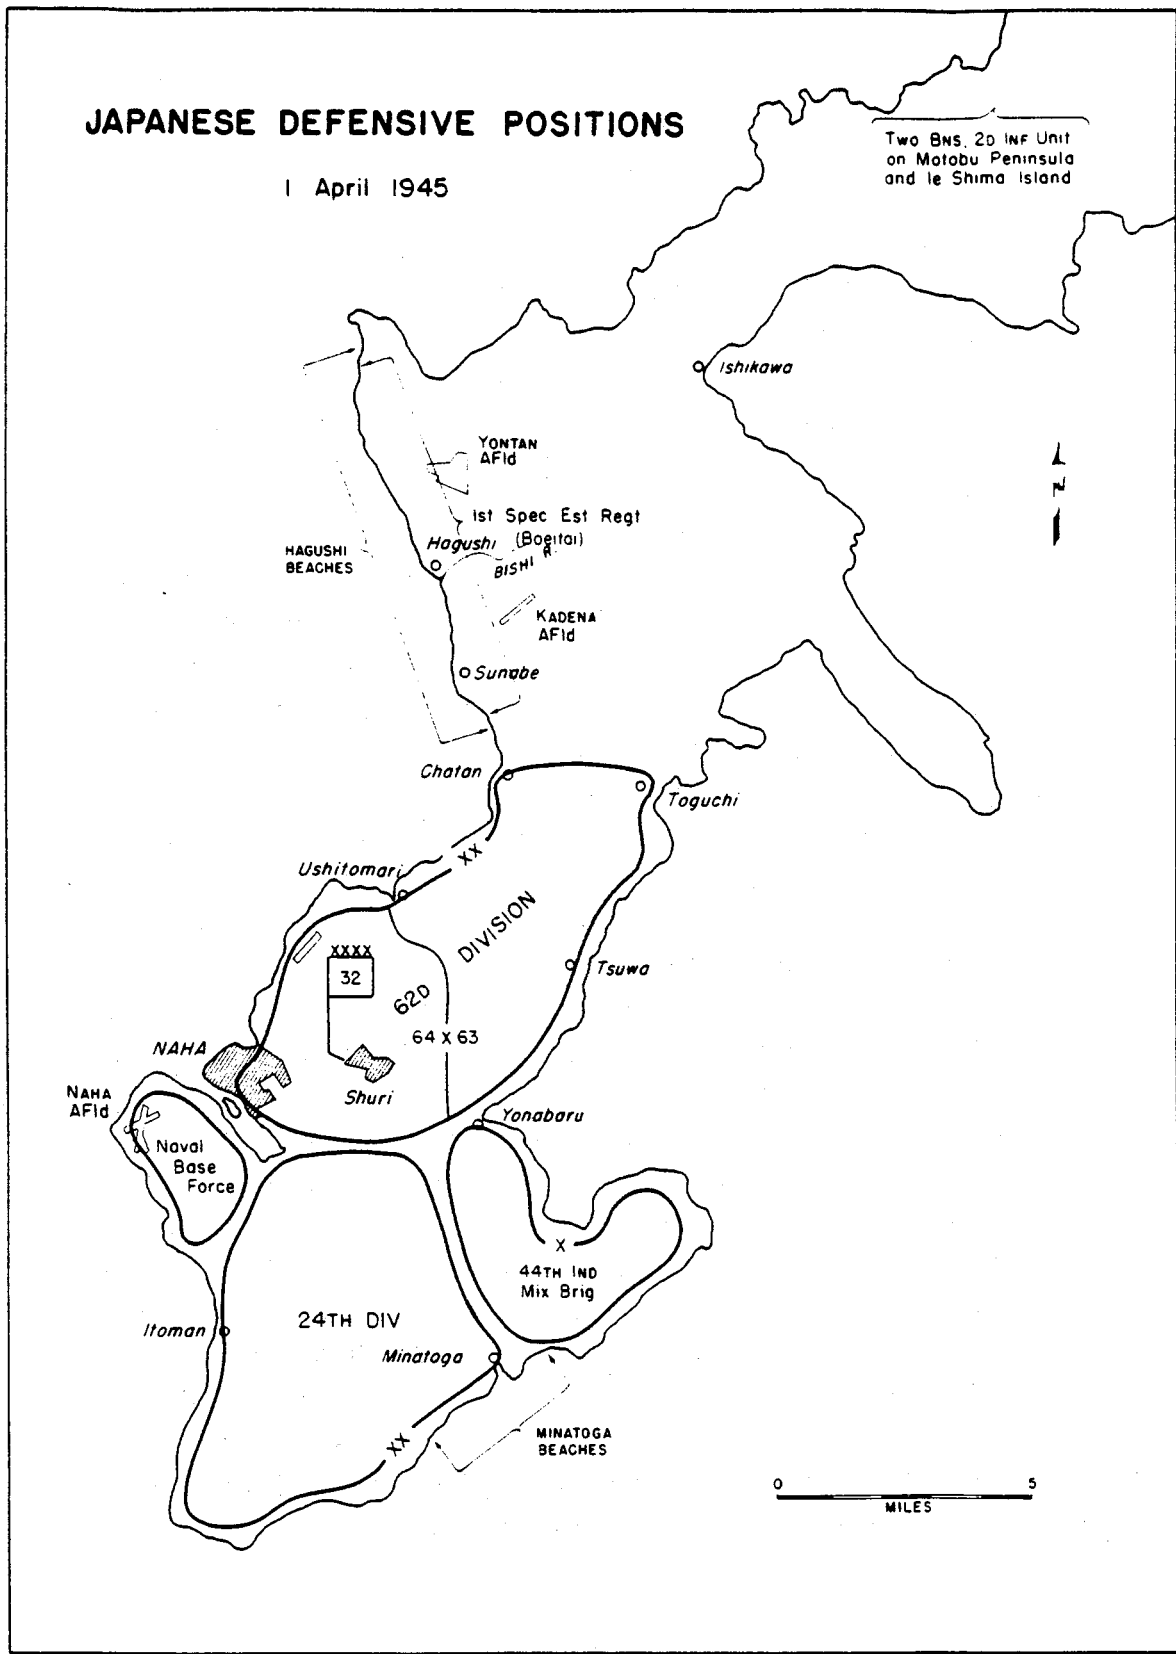 JAPANESE DEFENSIVE POSITIONS
1 April 1945
Two BNS, 2D INF Unit
on Motobu Peninsula
and Ie Shima Island
Ishikawa
YONTAN
AFld
N
1st Spec Est Regt
(Boeitai)
Hagushi
BISHI R.
HAGUSHI
BEACHES
KADENA
AFld
Sunabe
Chatan
Toguchi
XX
Ushitomari
DIVISION
XXXX
32
Tsuwa
62D
64 X 63
NAHA
Shuri
NAHA
AFld
Yonabaru
Naval
Base
Force
X
44TH IND
Mix Brig
24TH DIV
Itoman
Minatoga
XX
MINATOGA
BEACHES
0 5
MILES